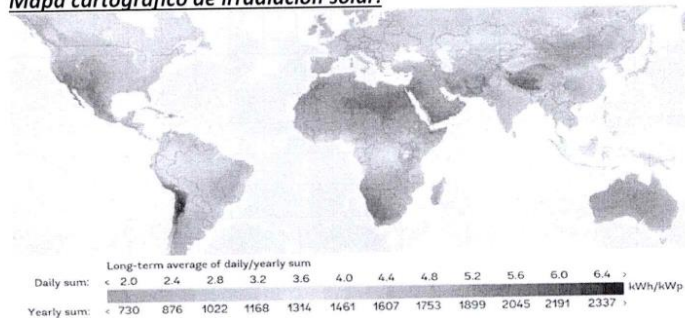 Mapa cartográfico de irradiación solar:
Long-term average of daily/yearly sum
Daily sum: < 2.0 2.4 2.8 3.2 3.6 4.0 4.4 4.8 5.2 5.6 6.0 6.4 >
kWh/kWp
Yearly sum: < 730 876 1022 1168 1314 1461 1607 1753 1899 2045 2191 2337 >